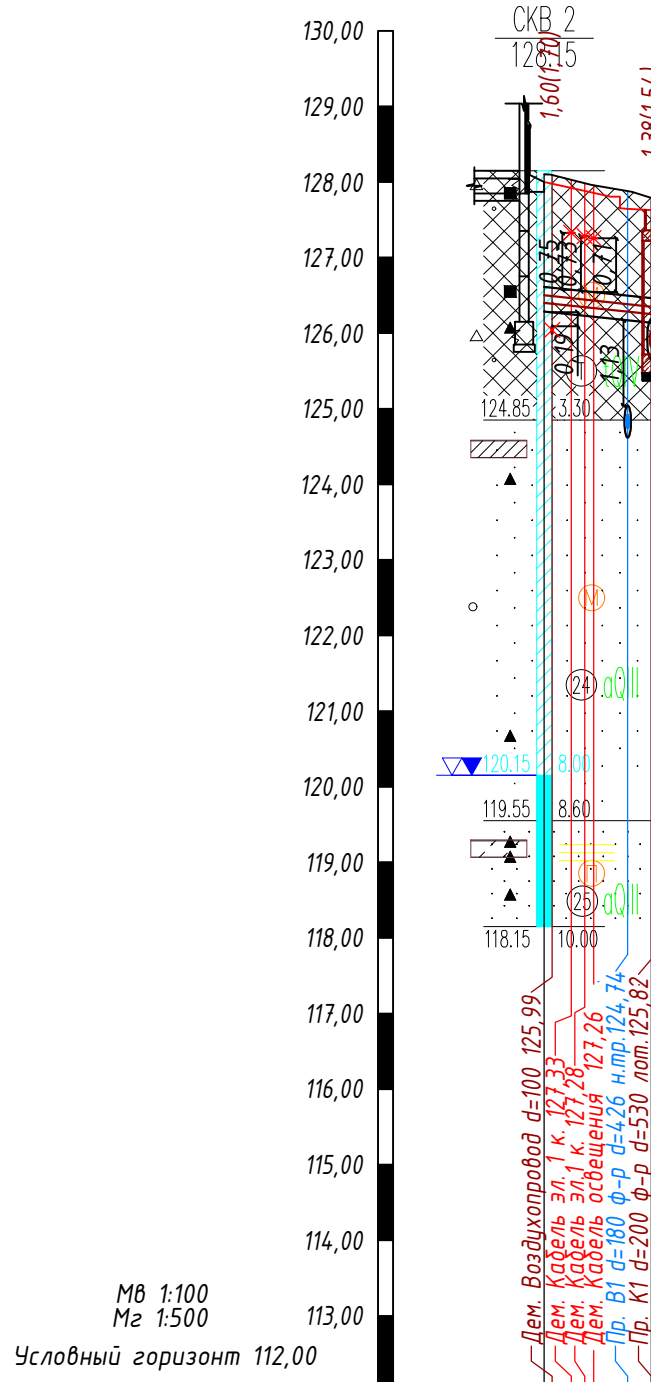 130,00
СКВ 2
128.15
1,60(1,70)
129,00
128,00
127,00
0,75
0,73
0,71
126,00
0,19
1,13
125,00
124.85 3.30
124,00
123,00
М
122,00
24 aQIII
121,00
120.15 8.00
120,00
119.55 8.60
119,00
25 aQIII
118,00
118.15 10.00
117,00
116,00
115,00
114,00
113,00
Дем. Воздухопровод d=100 125,99
Дем. Кабель эл. 1 к. 127,33
Дем. Кабель эл.1 к. 127,28
Дем. Кабель освещения 127,26
Пр. В1 d=180 ф-р d=426 н.тр.124,74
Пр. К1 d=200 ф-р d=530 лот.125,82
Мв 1:100
Мг 1:500
Условный горизонт 112,00